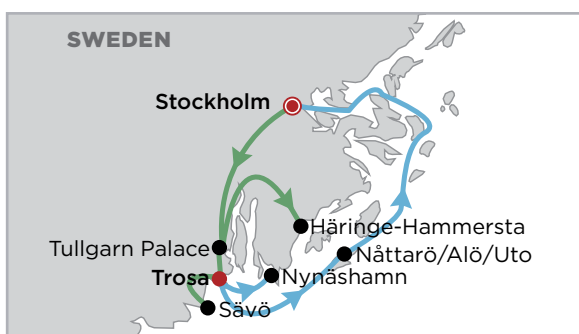 SWEDEN
Stockholm
Häringe-Hammersta
Tullgarn Palace
Nåttarö/Alö/Uto
Trosa
Nynäshamn
Sävö